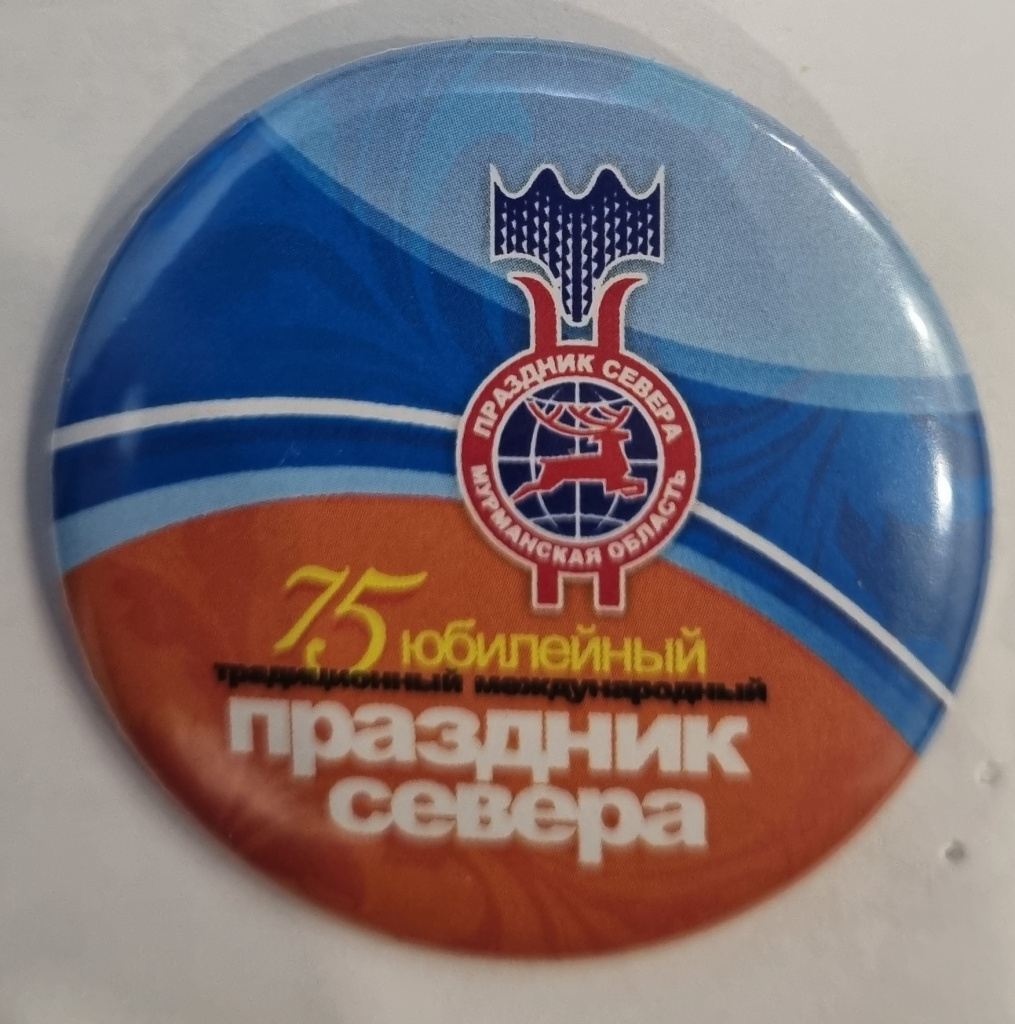 ПРАЗДНИК СЕВЕРА
МУРМАНСКАЯ ОБЛАСТЬ
75 юбилейный
традиционный международный
праздник
севера